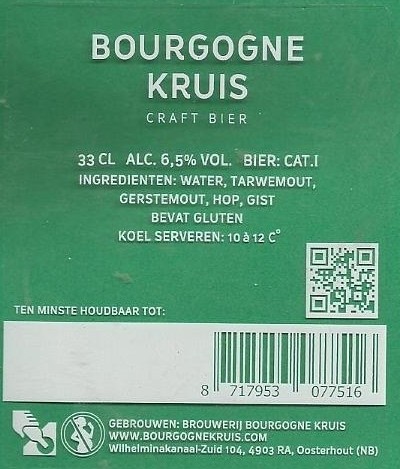 BOURGOGNE
KRUIS
CRAFT BIER
33 CL ALC. 6,5% VOL. BIER: CAT.I
INGREDIENTEN: WATER, TARWEMOUT,
GERSTEMOUT, HOP, GIST
BEVAT GLUTEN
KOEL SERVEREN: 10 à 12 C°
TEN MINSTE HOUDBAAR TOT:
8 717953 077516
GEBROUWEN: BROUWERIJ BOURGOGNE KRUIS
WWW.BOURGOGNEKRUIS.COM
Wilhelminakanaal-Zuid 104, 4903 RA, Oosterhout (NB)